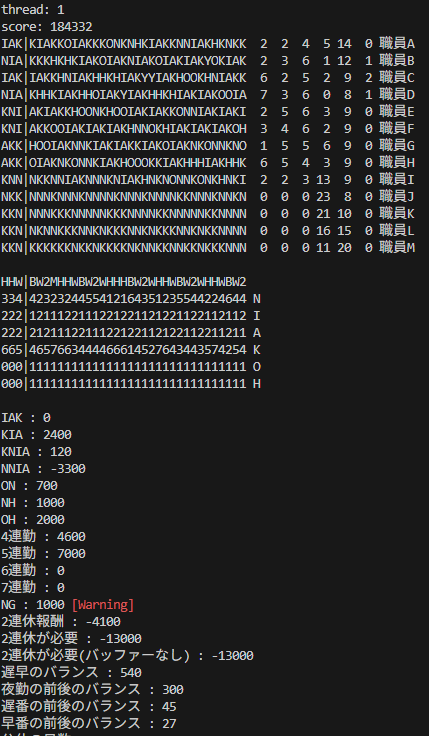 thread: 1
score: 184332
IAK|KIAKKOIAKKKONKNHKIAKKNNIAKHKNKK  2  2  4  5 14  0 職員A
NIA|KKKHKHKIAKOIAKNIAKOIAKIAKYOKIAK  2  3  6  1 12  1 職員B
IAK|IAKKHNIAKHHKHIAKYYIAKHOOKHNIAKK  6  2  5  2  9  2 職員C
NIA|KHHKIAKHHOIAKYIAKHHKHIAKIAKOOIA  7  3  6  0  8  1 職員D
KNI|AKIAKKHOONKHOOIAKIAKKONNIAKIAKI  2  5  6  3  9  0 職員E
KNI|AKKOOIAKIAKIAKHNNOKHIAKIAKIAKOH  3  4  6  2  9  0 職員F
AKK|HOOIAKNNKIAKIAKKIAKOIAKNKONNKNO  1  5  5  6  9  0 職員G
AKK|OIAKNKONNKIAKHOOOKKIAKHHHIAKHHK  6  5  4  3  9  0 職員H
KNN|NKKNNIAKNNNKNIAKHNKNONNKONKHNKI  2  2  3 13  9  0 職員I
NKK|NNNNKNNNNKKNNNNKNNNNKKNNNNKNNKN  0  0  0 23  8  0 職員J
KKN|NNNKKNNNNKKNNNNKKNNNNKKNNNNKKNN  0  0  0 21 10  0 職員K
KKN|NKNNKKKNNKNKKNKKKNNKKNNNKNNKNKN  0  0  0 16 15  0 職員L
KKN|KKKKKKNKKNKKKKNKNNKKNNKKNKKKNNN  0  0  0 11 20  0 職員M
HHW|BW2MHHWBW2WHHHBW2WHHWBW2WHHWBW2
334|4232324455412164351235544224644 N
222|1211122111221221121221122112112 I
222|2121112211122122112122112211211 A
665|4657663444466614527643443574254 K
000|1111111111111111111111111111111 O
000|1111111111111111111111111111111 H
IAK : 0
KIA : 2400
KNIA : 120
NNIA : -3300
ON : 700
NH : 1000
OH : 2000
4連勤 : 4600
5連勤 : 7000
6連勤 : 0
7連勤 : 0
NG : 1000 [Warning]
2連休報酬 : -4100
2連休が必要 : -13000
2連休が必要(バッファーなし) : -13000
遅早のバランス : 540
夜勤の前後のバランス : 300
遅番の前後のバランス : 45
早番の前後のバランス : 27